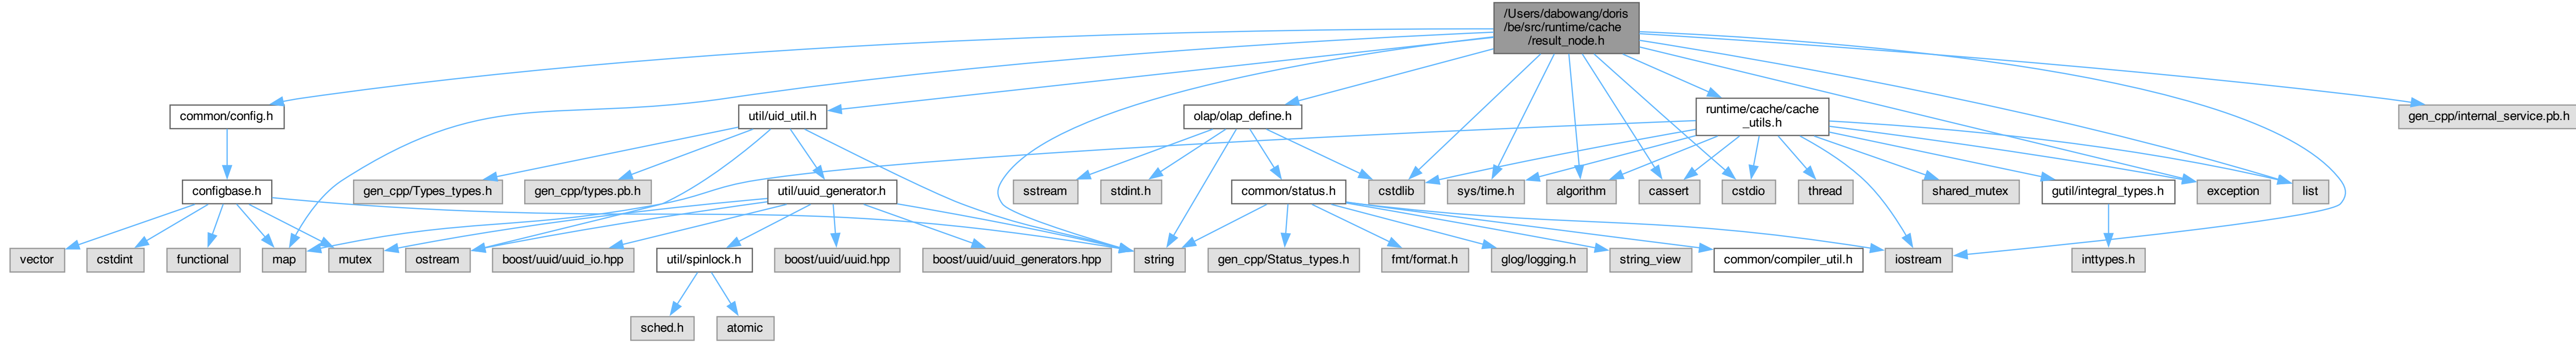 /Users/dabowang/doris
/be/src/runtime/cache
/result_node.h
common/config.h
util/uid_util.h
olap/olap_define.h
runtime/cache/cache
_utils.h
gen_cpp/internal_service.pb.h
configbase.h
gen_cpp/Types_types.h
gen_cpp/types.pb.h
util/uuid_generator.h
sstream
stdint.h
common/status.h
cstdlib
sys/time.h
algorithm
cassert
cstdio
thread
shared_mutex
gutil/integral_types.h
exception
list
vector
cstdint
functional
map
mutex
ostream
boost/uuid/uuid_io.hpp
util/spinlock.h
boost/uuid/uuid.hpp
boost/uuid/uuid_generators.hpp
string
gen_cpp/Status_types.h
fmt/format.h
glog/logging.h
string_view
common/compiler_util.h
iostream
inttypes.h
sched.h
atomic